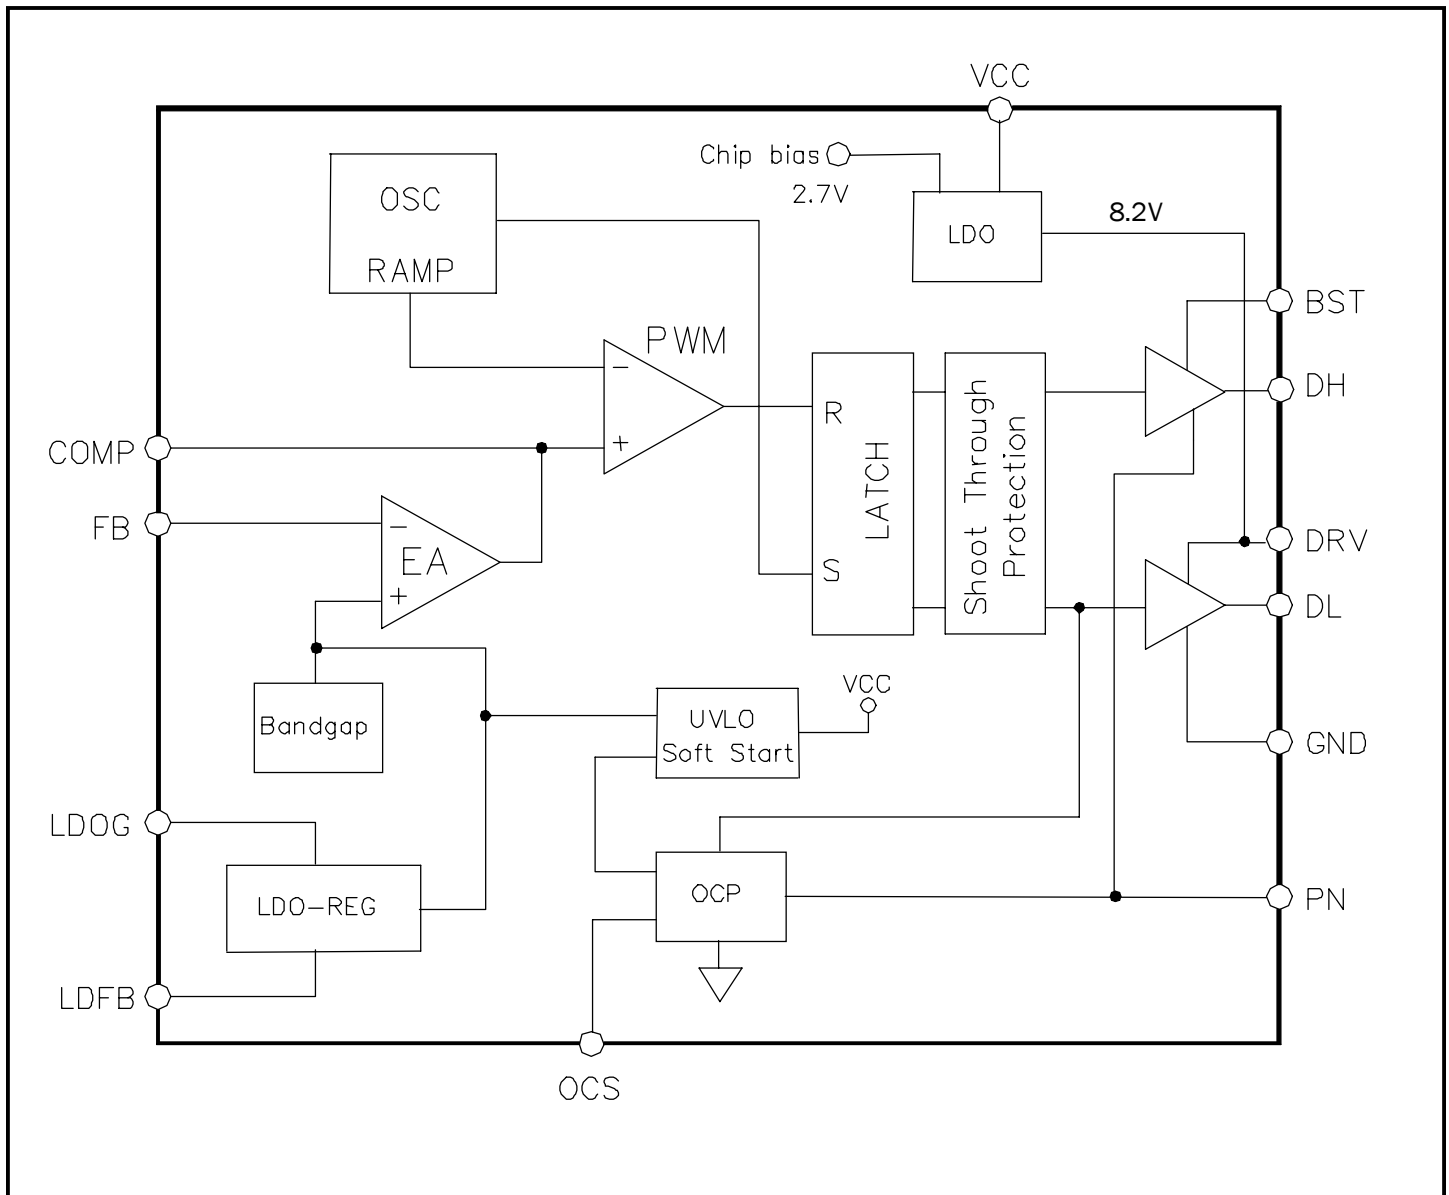 VCC
Chip bias
2.7V
OSC
RAMP
LDO
8.2V
BST
PWM
DH
R
COMP
+
LATCH
Shoot Through
Protection
FB
−
EA
+
S
DRV
DL
−
Bandgap
UVLO
Soft Start
VCC
GND
LDOG
LDO-REG
OCP
PN
LDFB
OCS